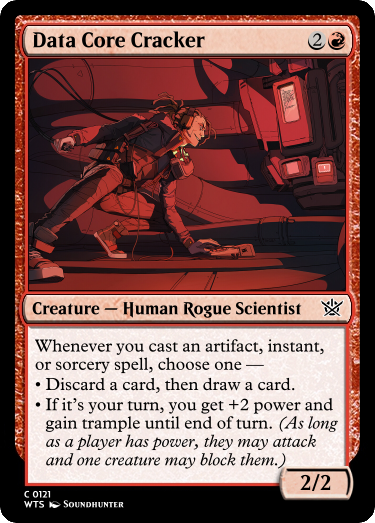 Data Core Cracker 2
Creature — Human Rogue Scientist
Whenever you cast an artifact, instant,
or sorcery spell, choose one —
• Discard a card, then draw a card.
• If it's your turn, you get +2 power and
gain trample until end of turn. (As long
as a player has power, they may attack
and one creature may block them.)
2/2
C 0121
WTS SOUNDHUNTER